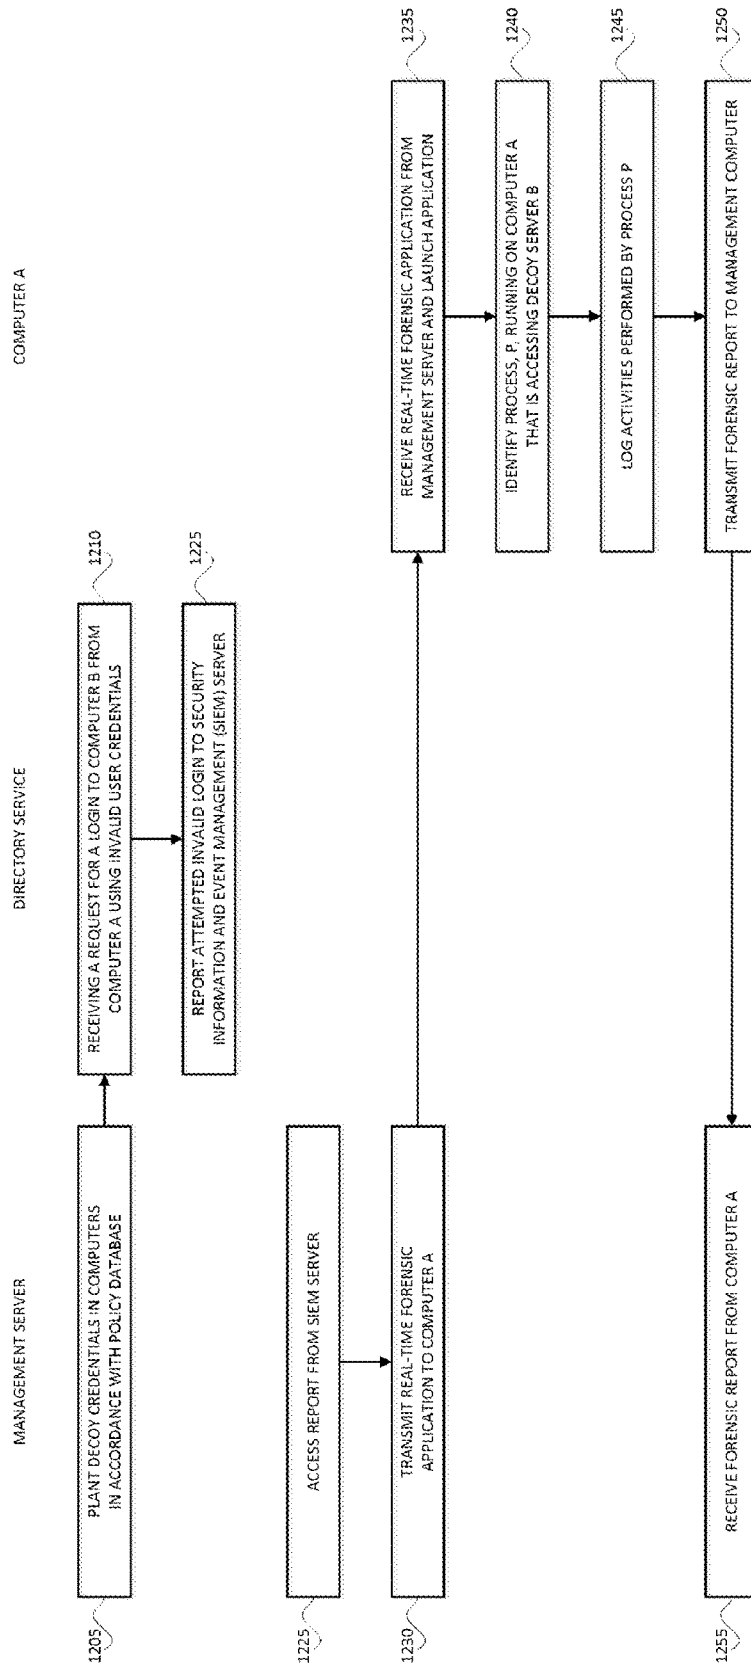 MANAGEMENT SERVER
DIRECTORY SERVICE
COMPUTER A
1205
PLANT DECOY CREDENTIALS IN COMPUTERS
IN ACCORDANCE WITH POLICY DATABASE
RECEIVING A REQUEST FOR A LOGIN TO COMPUTER B FROM
COMPUTER A USING INVALID USER CREDENTIALS
1210
REPORT ATTEMPTED INVALID LOGIN TO SECURITY
INFORMATION AND EVENT MANAGEMENT (SIEM) SERVER
1225
1225
ACCESS REPORT FROM SIEM SERVER
1230
TRANSMIT REAL-TIME FORENSIC
APPLICATION TO COMPUTER A
RECEIVE REAL-TIME FORENSIC APPLICATION FROM
MANAGEMENT SERVER AND LAUNCH APPLICATION
1235
IDENTIFY PROCESS, P, RUNNING ON COMPUTER A
THAT IS ACCESSING DECOY SERVER B
1240
LOG ACTIVITIES PERFORMED BY PROCESS P
1245
TRANSMIT FORENSIC REPORT TO MANAGEMENT COMPUTER
1250
1255
RECEIVE FORENSIC REPORT FROM COMPUTER A